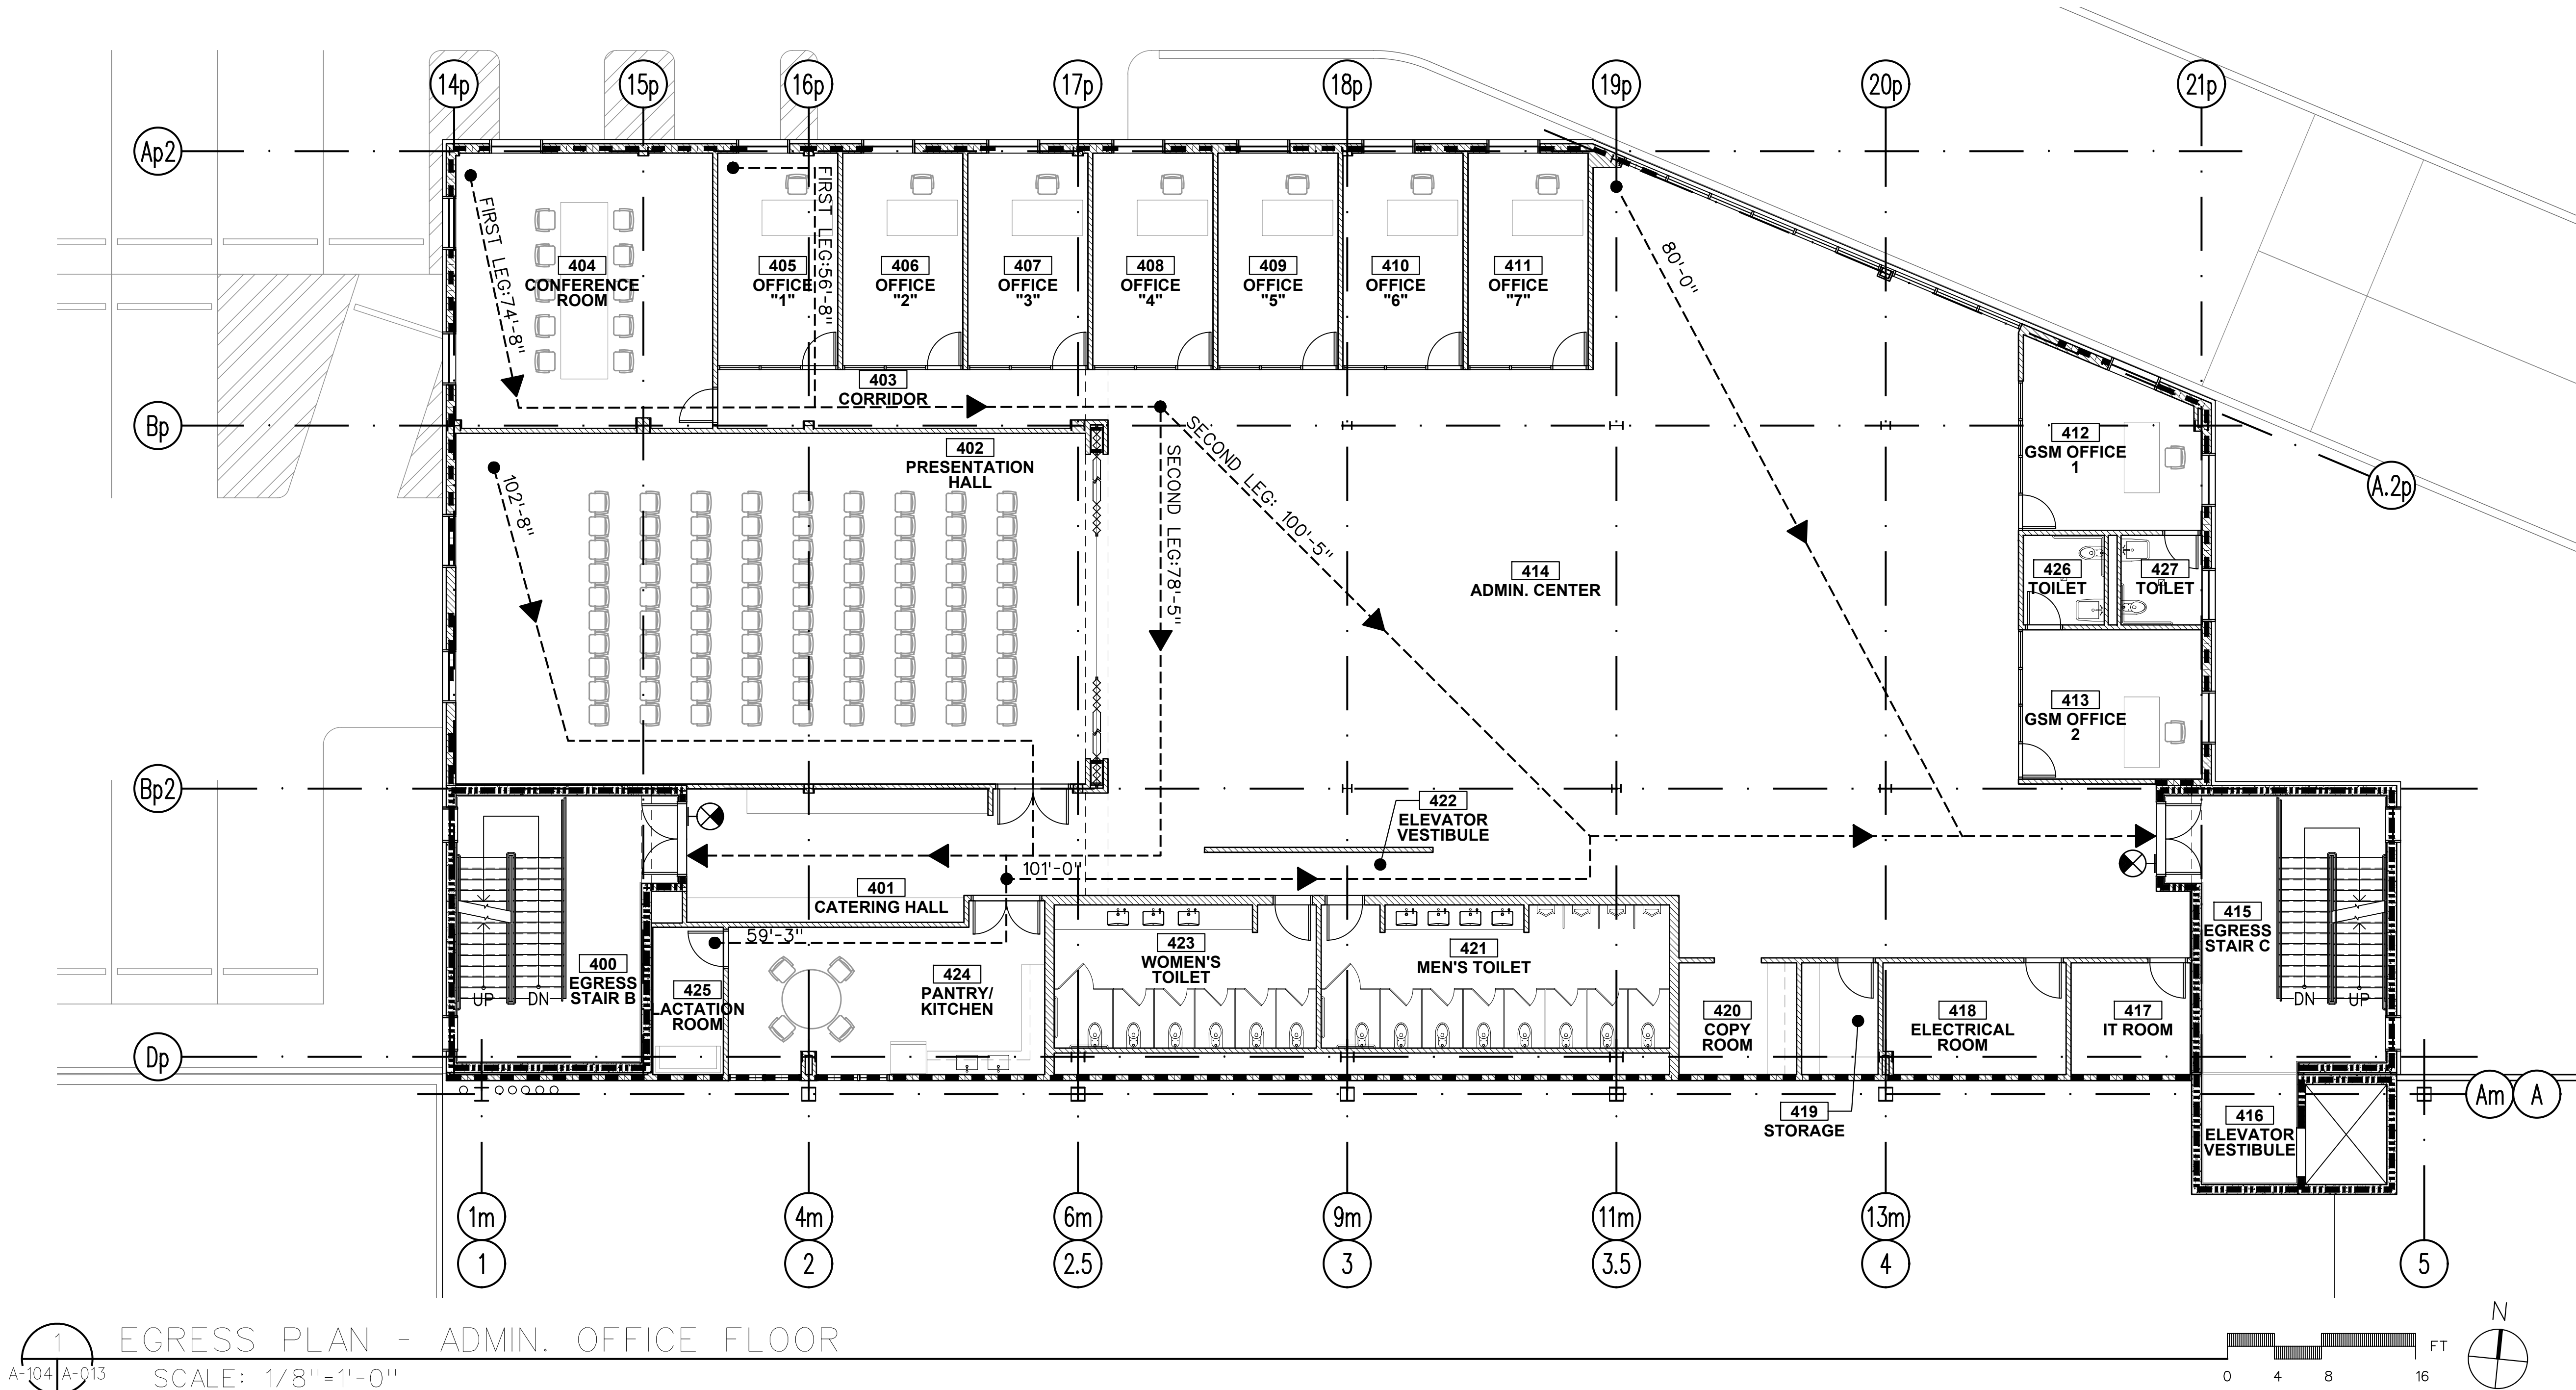 14p
15p
16p
17p
18p
19p
20p
21p
Ap2
Bp
Bp2
Dp
A.2p
Am
A
FIRST LEG:74'-8"
FIRST LEG:56'-8"
80'-0"
404
CONFERENCE
ROOM
405
OFFICE
"1"
406
OFFICE
"2"
407
OFFICE
"3"
408
OFFICE
"4"
409
OFFICE
"5"
410
OFFICE
"6"
411
OFFICE
"7"
403
CORRIDOR
402
PRESENTATION
HALL
102'-8"
SECOND LEG:78'-5"
SECOND LEG: 100'-5"
412
GSM OFFICE
1
414
ADMIN. CENTER
426
TOILET
427
TOILET
413
GSM OFFICE
2
422
ELEVATOR
VESTIBULE
101'-0"
401
CATERING HALL
59'-3"
400
EGRESS
STAIR B
UP
DN
425
LACTATION
ROOM
424
PANTRY/
KITCHEN
423
WOMEN'S
TOILET
421
MEN'S TOILET
420
COPY
ROOM
419
STORAGE
418
ELECTRICAL
ROOM
417
IT ROOM
415
EGRESS
STAIR C
DN
UP
416
ELEVATOR
VESTIBULE
1m
4m
6m
9m
11m
13m
1
2
2.5
3
3.5
4
5
1
A-104
A-013
EGRESS PLAN - ADMIN. OFFICE FLOOR
SCALE: 1/8"=1'-0"
0
4
8
16
FT
N